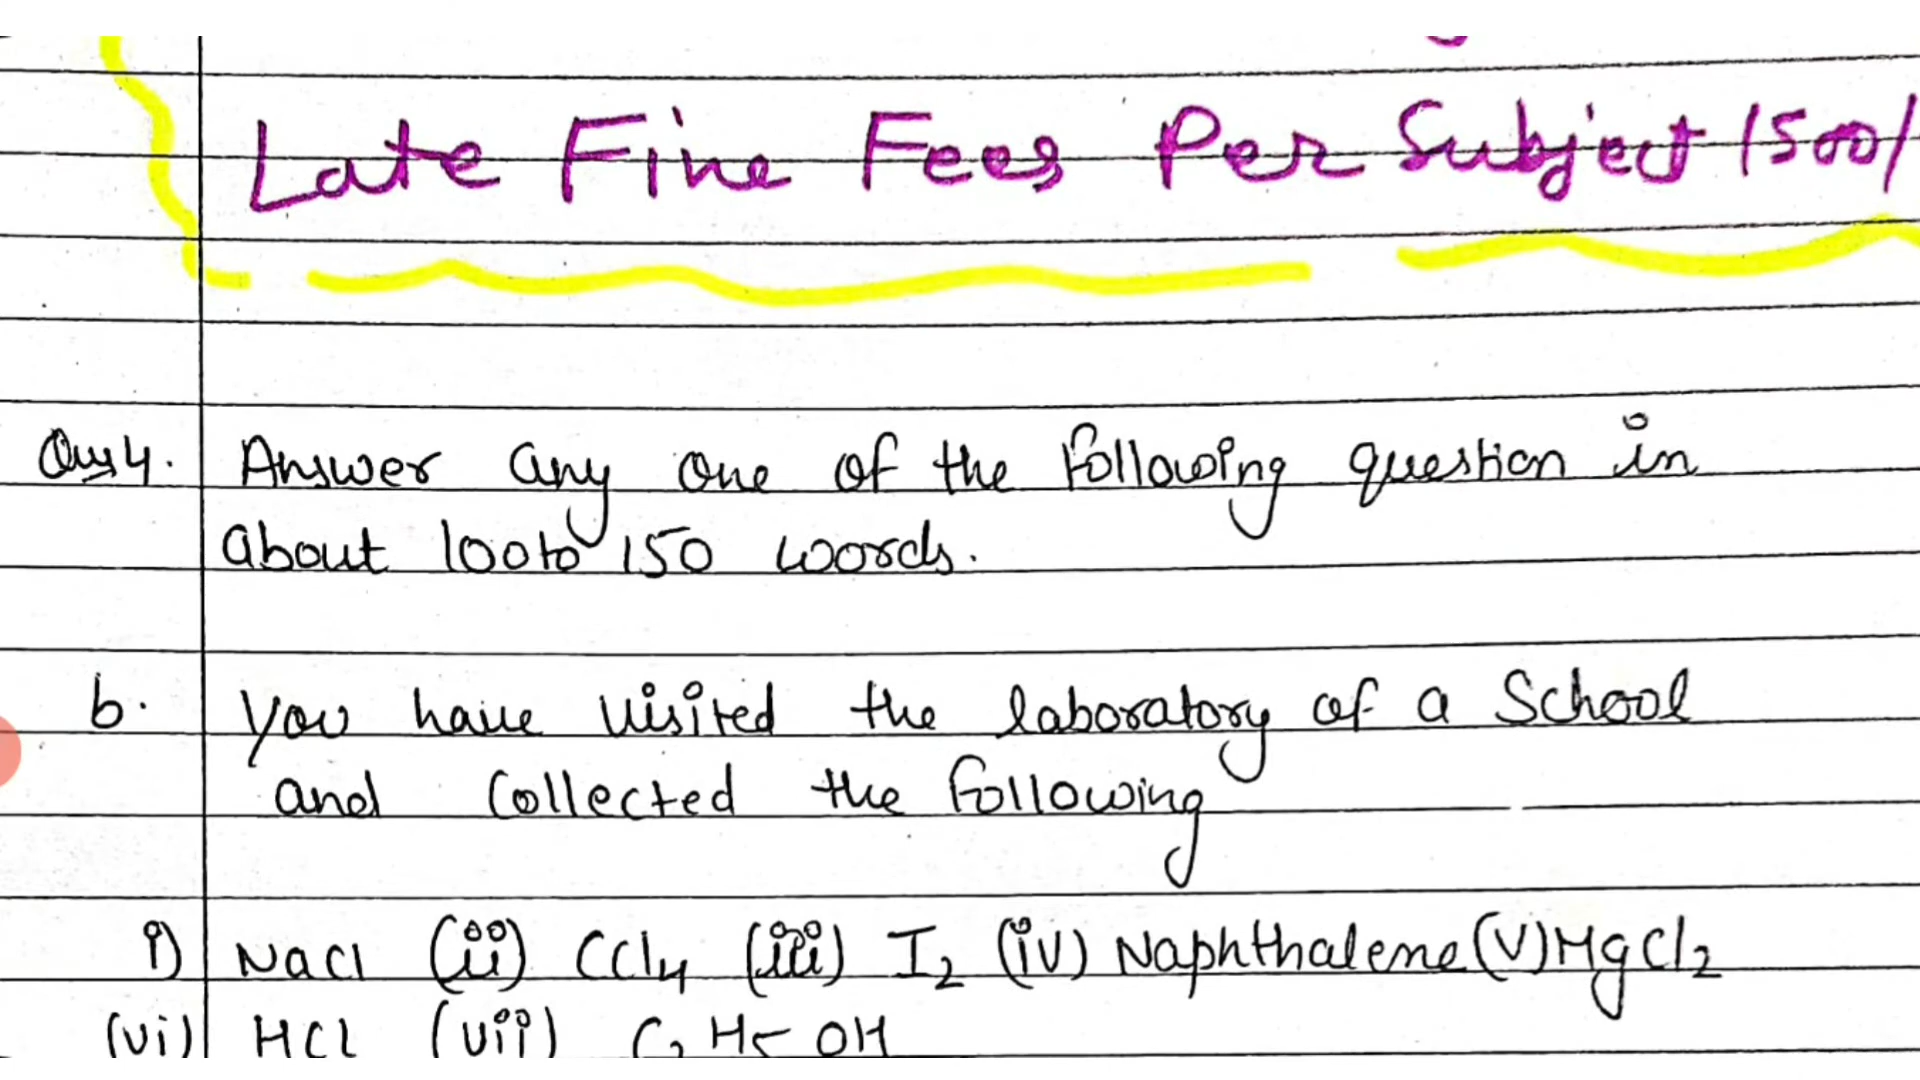 Late Fine Fees Per Subject 1500/
Ques4. Answer any one of the following question in
about 100 to 150 words.
b. You have visited the laboratory of a School
and Collected the following
i) NaCl (ii) CCl4 (iii) I2 (iv) Naphthalene (V) MgCl2
(vi) HCl (vii) C2H5OH